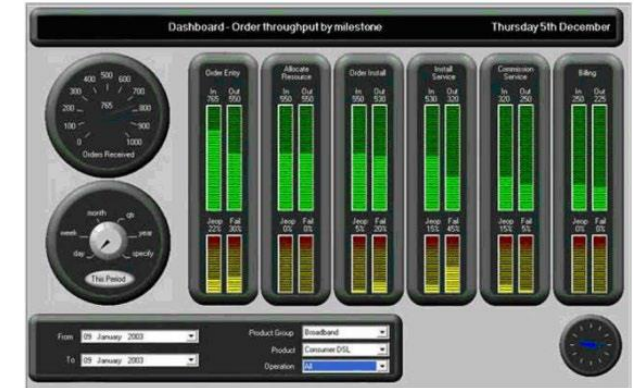 Dashboard - Order throughput by milestone Thursday 5th December
400 500 600
300 700
200 765 800
100 900
0 1000
Orders Received
month qtr
week year
day specify
This Period
Order Entry
In Out
765 550
Jeop Fail
22% 30%
Allocate
Resource
In Out
550 550
Jeop Fail
0% 0%
Order Install
In Out
550 530
Jeop Fail
5% 20%
Install
Service
In Out
530 320
Jeop Fail
15% 45%
Commission
Service
In Out
320 250
Jeop Fail
15% 5%
Billing
In Out
250 225
Jeop Fail
0% 0%
From 09 January 2003
To 09 January 2003
Product Group Broadband
Product Consumer DSL
Operation All